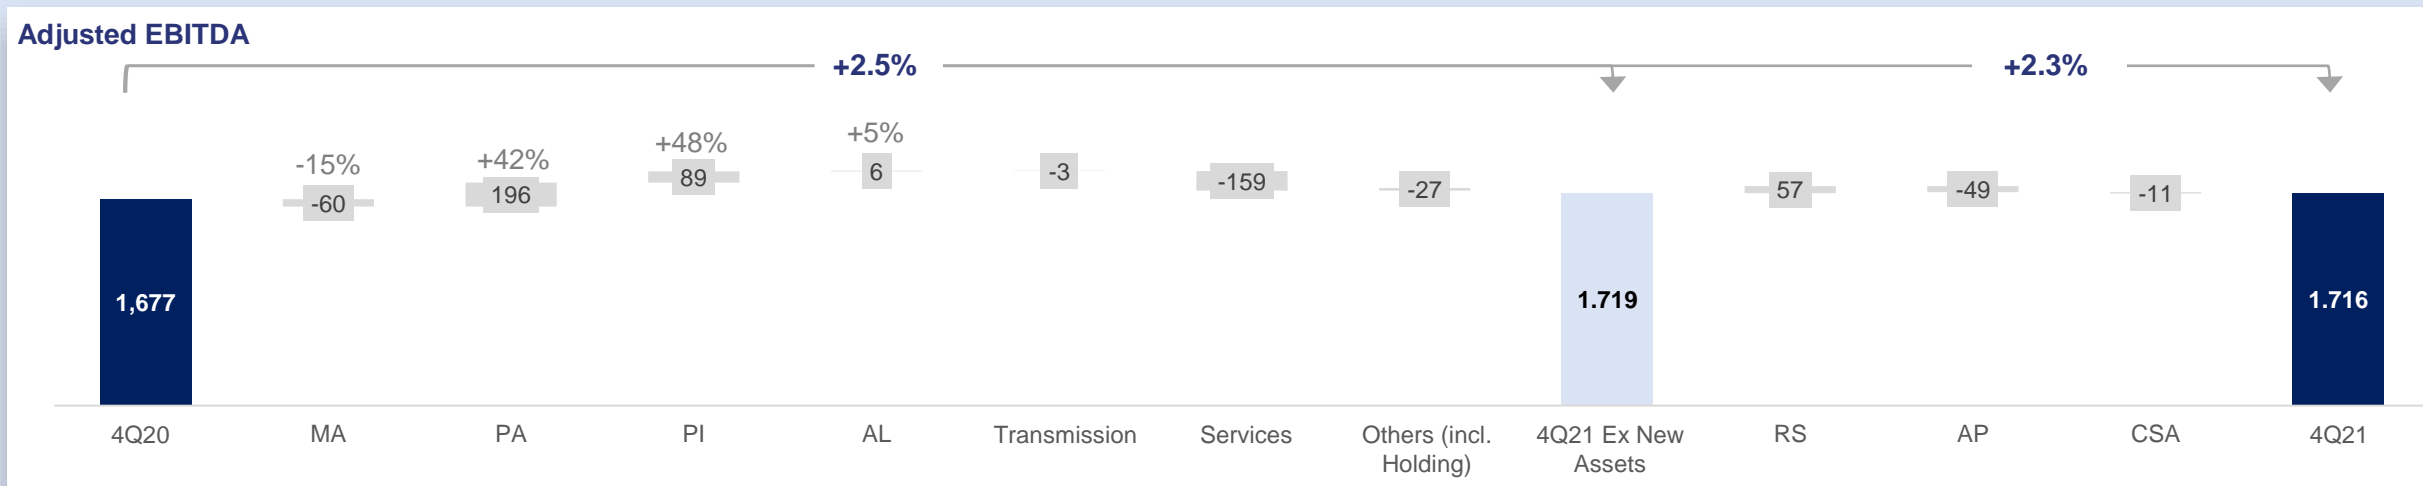 Adjusted EBITDA
+2.5%
+2.3%
-15%
+42%
+48%
+5%
-60
196
89
6
-3
-159
-27
57
-49
-11
1,677
1.719
1.716
4Q20
MA
PA
PI
AL
Transmission
Services
Others (incl.
Holding)
4Q21 Ex New
Assets
RS
AP
CSA
4Q21